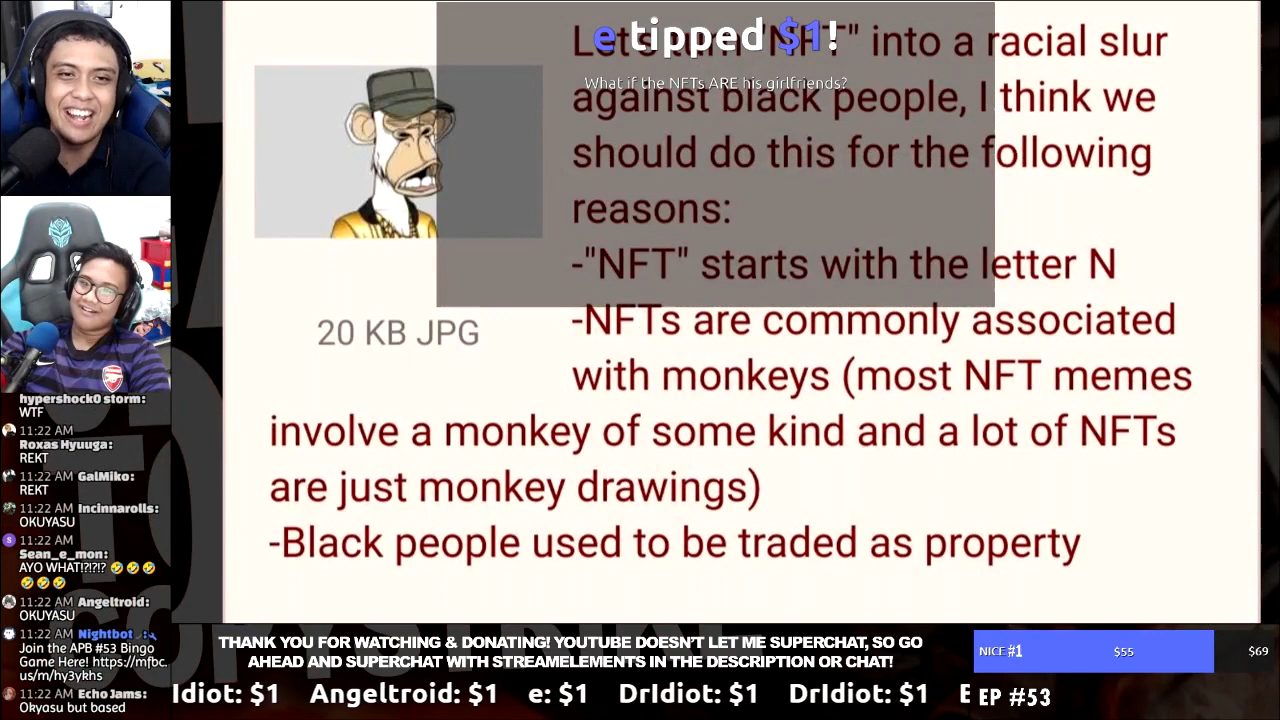 e tipped $1!
What if the NFTs ARE his girlfriends?
"NFT" into a racial slur
against black people, I think we
should do this for the following
reasons:
-"NFT" starts with the letter N
20 KB JPG
-NFTs are commonly associated
with monkeys (most NFT memes
involve a monkey of some kind and a lot of NFTs
are just monkey drawings)
-Black people used to be traded as property
hypershock0 storm:
WTF
11:22 AM
Roxas Hyuuga:
REKT
11:22 AM GalMiko:
REKT
11:22 AM Incinnarolls:
OKUYASU
11:22 AM
Sean_e_mon:
AYO WHAT!?!?!? 🤣🤣🤣
🤣🤣🤣
11:22 AM Angeltroid:
OKUYASU
11:22 AM Nightbot :
Join the APB #53 Bingo
Game Here! https://mfbc.
us/m/hy3ykhs
11:22 AM Echo Jams:
Okyasu but based
THANK YOU FOR WATCHING & DONATING! YOUTUBE DOESN'T LET ME SUPERCHAT, SO GO
AHEAD AND SUPERCHAT WITH STREAMELEMENTS IN THE DESCRIPTION OR CHAT!
NICE #1 $55 $69
Idiot: $1 Angeltroid: $1 e: $1 DrIdiot: $1 DrIdiot: $1 E
EP #53